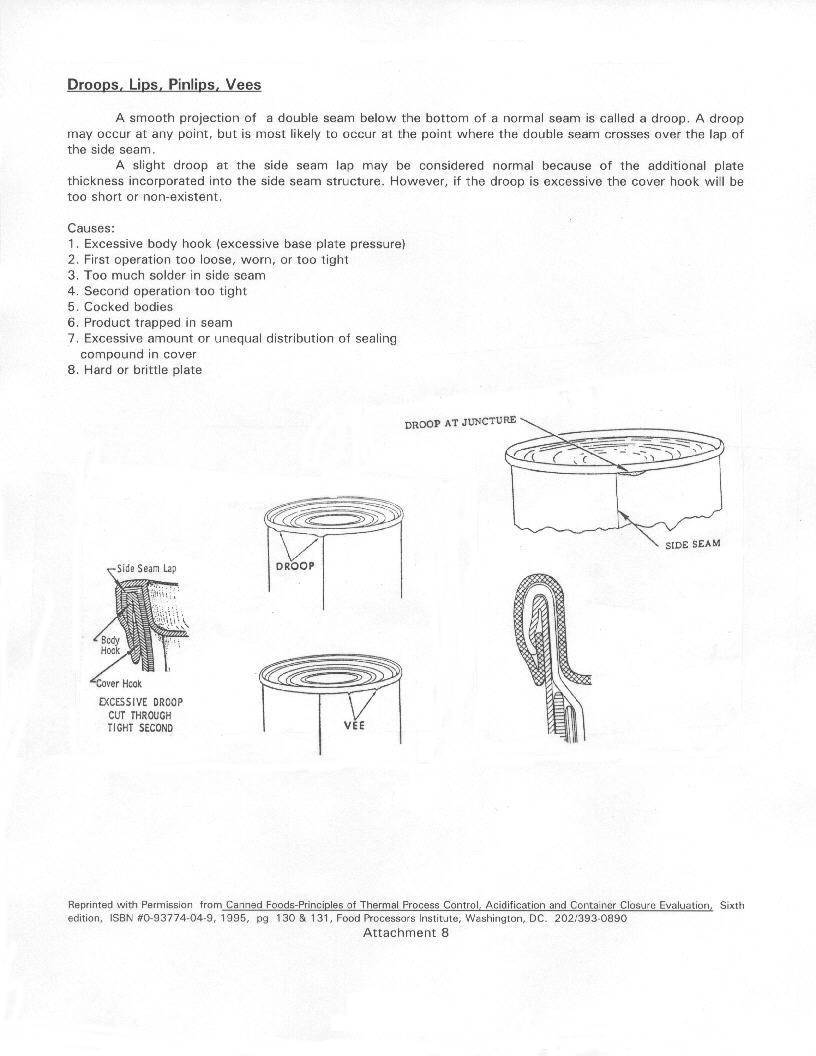 Droops, Lips, Pinlips, Vees
A smooth projection of a double seam below the bottom of a normal seam is called a droop. A droop
may occur at any point, but is most likely to occur at the point where the double seam crosses over the lap of
the side seam.
A slight droop at the side seam lap may be considered normal because of the additional plate
thickness incorporated into the side seam structure. However, if the droop is excessive the cover hook will be
too short or non-existent.
Causes:
1. Excessive body hook (excessive base plate pressure)
2. First operation too loose, worn, or too tight
3. Too much solder in side seam
4. Second operation too tight
5. Cocked bodies
6. Product trapped in seam
7. Excessive amount or unequal distribution of sealing
compound in cover
8. Hard or brittle plate
DROOP AT JUNCTURE
SIDE SEAM
DROOP
Side Seam Lap
Body
Hook
Cover Hook
EXCESSIVE DROOP
CUT THROUGH
TIGHT SECOND
VEE
Reprinted with Permission from Canned Foods-Principles of Thermal Process Control, Acidification and Container Closure Evaluation, Sixth
edition, ISBN #0-93774-04-9, 1995, pg 130 & 131, Food Processors Institute, Washington, DC. 202/393-0890
Attachment 8